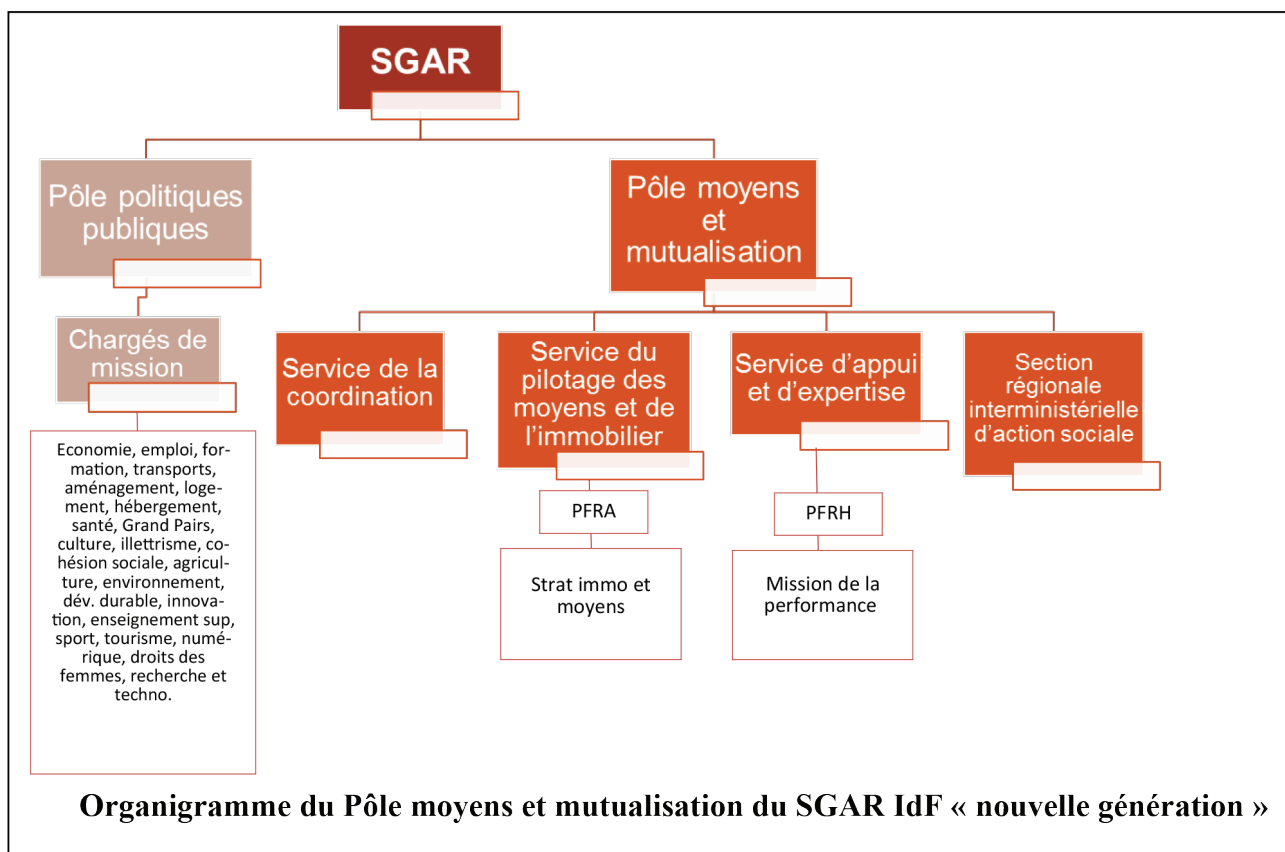 SGAR
Pôle politiques
publiques
Pôle moyens
et
mutualisation
Chargés de
mission
Service de la
coordination
Service du
pilotage des
moyens et de
l'immobilier
Service d'appui
et d'expertise
Section
régionale
interministérielle
d'action sociale
Economie, emploi, for-
mation, transports,
aménagement, loge-
ment, hébergement,
santé, Grand Pairs,
culture, illettrisme, co-
hésion sociale, agricul-
ture, environnement,
dév. durable, innova-
tion, enseignement sup,
sport, tourisme, numé-
rique, droits des
femmes, recherche et
techno.
PFRA
Strat immo et
moyens
PFRH
Mission de la
performance
Organigramme du Pôle moyens et mutualisation du SGAR IdF « nouvelle génération »